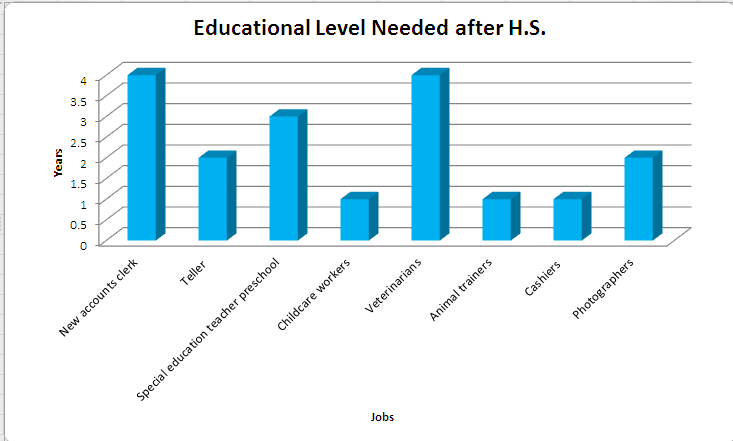 Educational Level Needed after H.S.
Years
4
3.5
3
2.5
2
1.5
1
0.5
0
New accounts clerk
Teller
Special education teacher preschool
Childcare workers
Veterinarians
Animal trainers
Cashiers
Photographers
Jobs